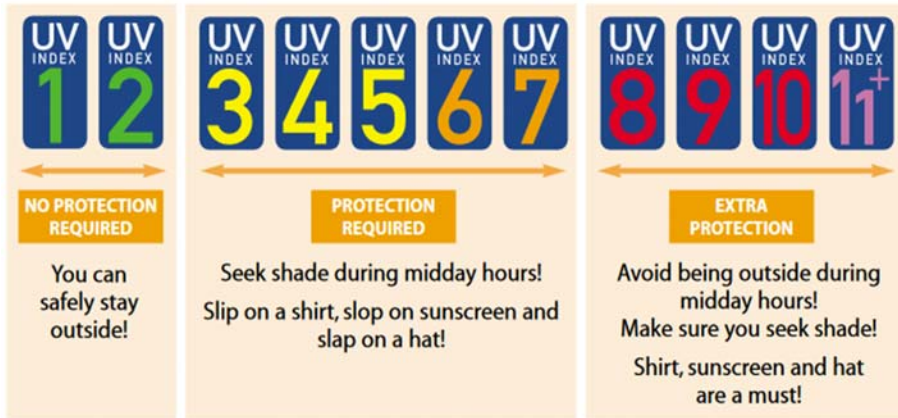 UV
INDEX
1
UV
INDEX
2
NO PROTECTION
REQUIRED
You can
safely stay
outside!
UV
INDEX
3
UV
INDEX
4
UV
INDEX
5
UV
INDEX
6
UV
INDEX
7
PROTECTION
REQUIRED
Seek shade during midday hours!
Slip on a shirt, slop on sunscreen and
slap on a hat!
UV
INDEX
8
UV
INDEX
9
UV
INDEX
10
UV
INDEX
11+
EXTRA
PROTECTION
Avoid being outside during
midday hours!
Make sure you seek shade!
Shirt, sunscreen and hat
are a must!